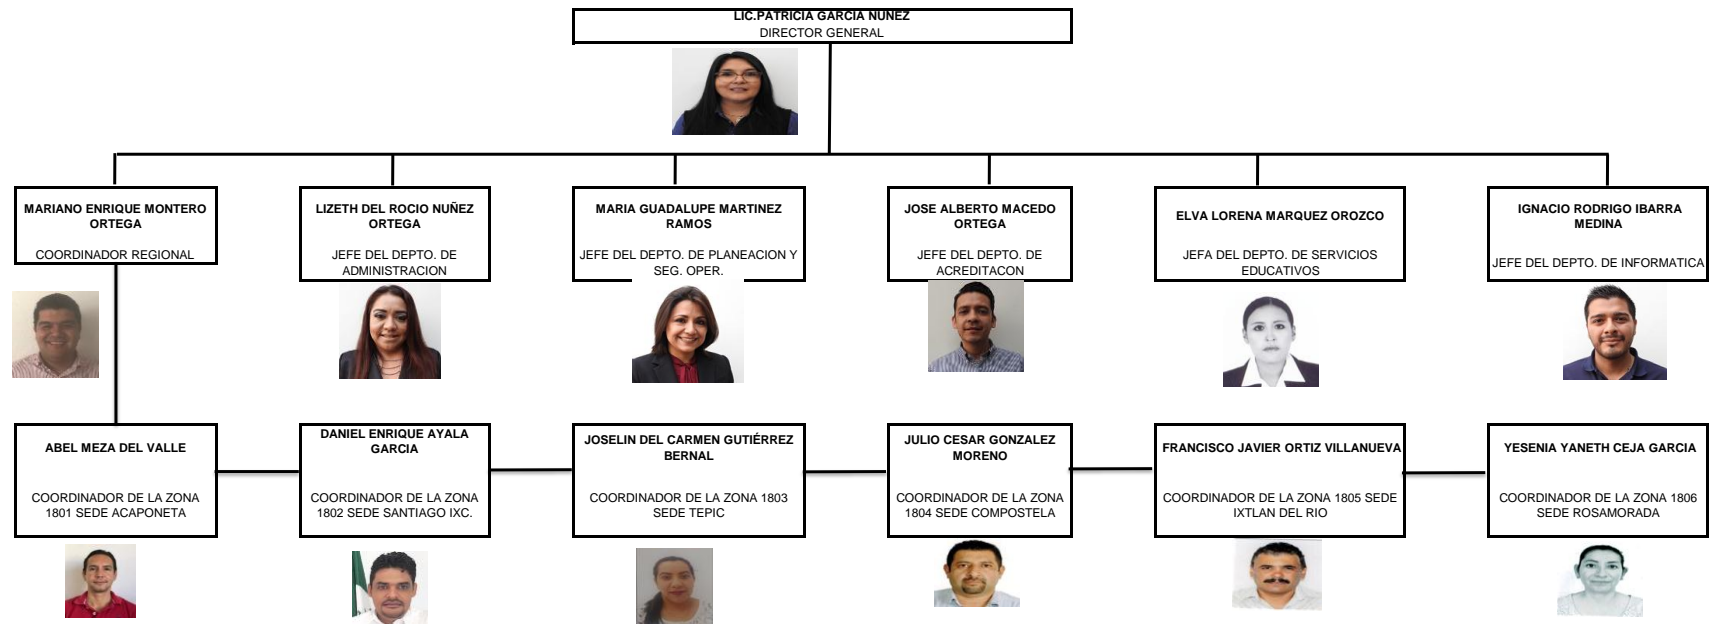 LIC.PATRICIA GARCIA NUÑEZ
DIRECTOR GENERAL
MARIANO ENRIQUE MONTERO
ORTEGA
COORDINADOR REGIONAL
LIZETH DEL ROCIO NUÑEZ
ORTEGA
JEFE DEL DEPTO. DE
ADMINISTRACION
MARIA GUADALUPE MARTINEZ
RAMOS
JEFE DEL DEPTO. DE PLANEACION Y
SEG. OPER.
JOSE ALBERTO MACEDO
ORTEGA
JEFE DEL DEPTO. DE
ACREDITACON
ELVA LORENA MARQUEZ OROZCO
JEFA DEL DEPTO. DE SERVICIOS
EDUCATIVOS
IGNACIO RODRIGO IBARRA
MEDINA
JEFE DEL DEPTO. DE INFORMATICA
ABEL MEZA DEL VALLE
COORDINADOR DE LA ZONA
1801 SEDE ACAPONETA
DANIEL ENRIQUE AYALA
GARCIA
COORDINADOR DE LA ZONA
1802 SEDE SANTIAGO IXC.
JOSELIN DEL CARMEN GUTIÉRREZ
BERNAL
COORDINADOR DE LA ZONA 1803
SEDE TEPIC
JULIO CESAR GONZALEZ
MORENO
COORDINADOR DE LA ZONA
1804 SEDE COMPOSTELA
FRANCISCO JAVIER ORTIZ VILLANUEVA
COORDINADOR DE LA ZONA 1805 SEDE
IXTLAN DEL RIO
YESENIA YANETH CEJA GARCIA
COORDINADOR DE LA ZONA 1806
SEDE ROSAMORADA